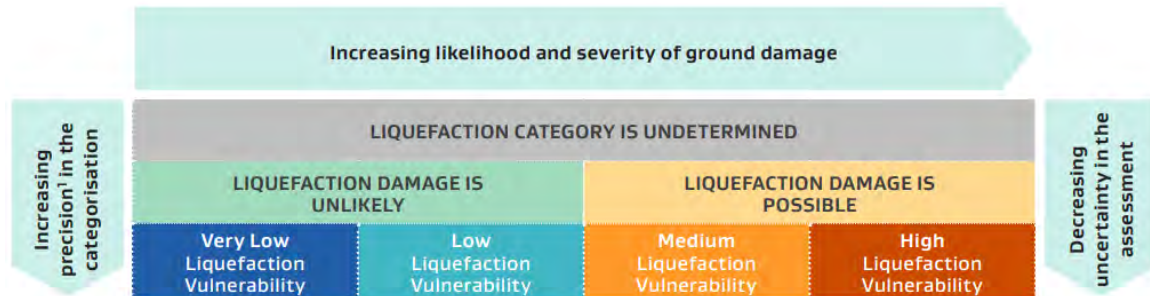 Increasing likelihood and severity of ground damage
Increasing
precision¹ in the
categorisation
LIQUEFACTION CATEGORY IS UNDETERMINED
LIQUEFACTION DAMAGE IS
UNLIKELY
LIQUEFACTION DAMAGE IS
POSSIBLE
Very Low
Liquefaction
Vulnerability
Low
Liquefaction
Vulnerability
Medium
Liquefaction
Vulnerability
High
Liquefaction
Vulnerability
Decreasing
uncertainty in the
assessment